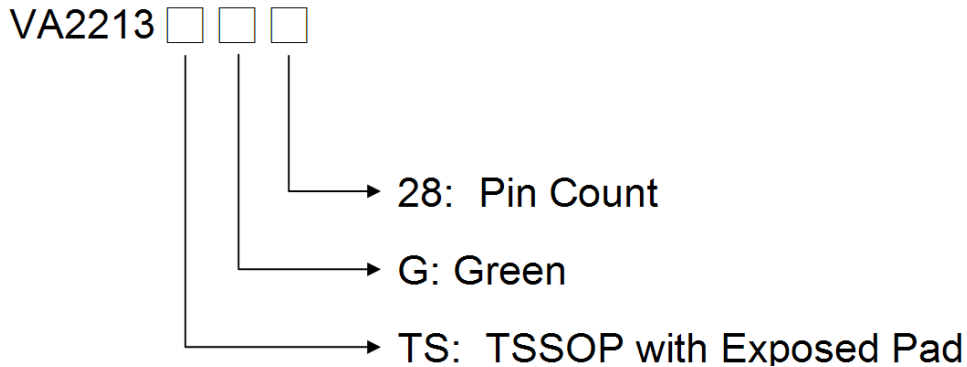 VA2213
28: Pin Count
G: Green
TS: TSSOP with Exposed Pad